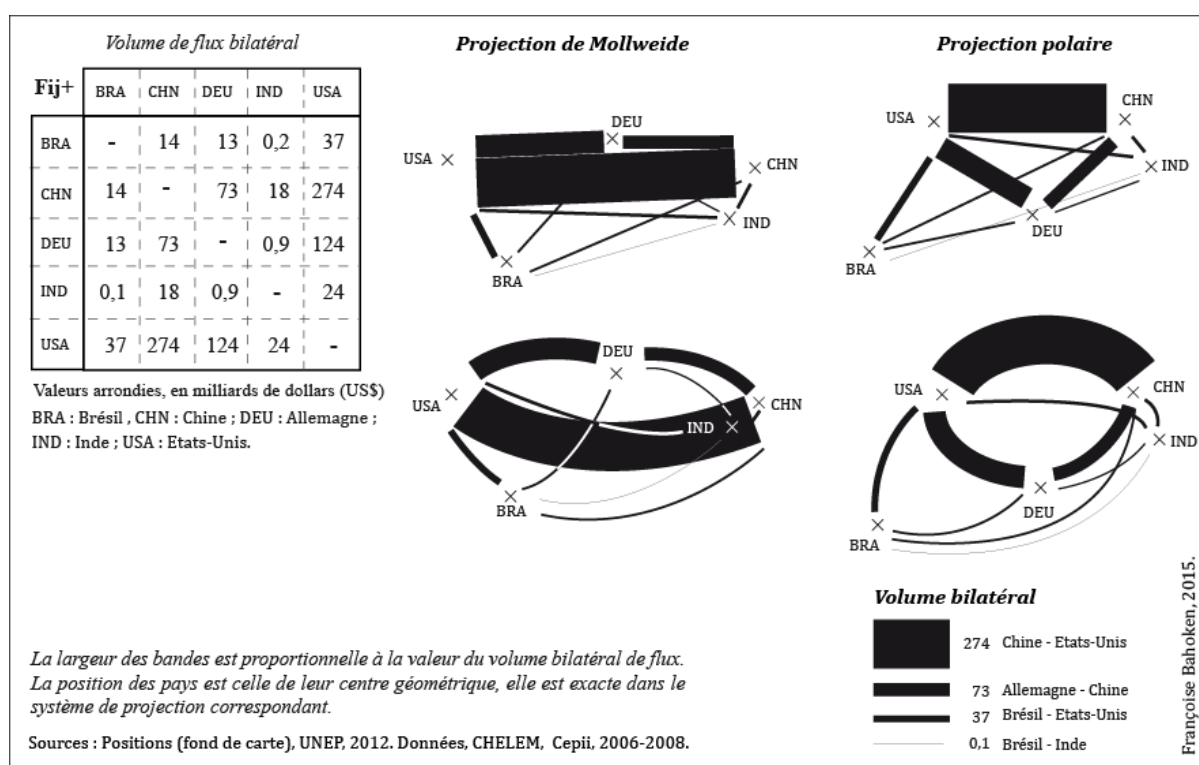 Volume de flux bilatéral
Fij+ BRA CHN DEU IND USA
BRA - 14 13 0,2 37
CHN 14 - 73 18 274
DEU 13 73 - 0,9 124
IND 0,1 18 0,9 - 24
USA 37 274 124 24 -
Valeurs arrondies, en milliards de dollars (US$)
BRA : Brésil , CHN : Chine ; DEU : Allemagne ;
IND : Inde ; USA : Etats-Unis.
Projection de Mollweide
DEU
USA
CHN
IND
BRA
DEU
USA
CHN
IND
BRA
Projection polaire
USA
CHN
IND
DEU
BRA
USA
CHN
IND
DEU
BRA
Volume bilatéral
274 Chine - Etats-Unis
73 Allemagne - Chine
37 Brésil - Etats-Unis
0,1 Brésil - Inde
La largeur des bandes est proportionnelle à la valeur du volume bilatéral de flux.
La position des pays est celle de leur centre géométrique, elle est exacte dans le
système de projection correspondant.
Sources : Positions (fond de carte), UNEP, 2012. Données, CHELEM, Cepii, 2006-2008.
Françoise Bahoken, 2015.